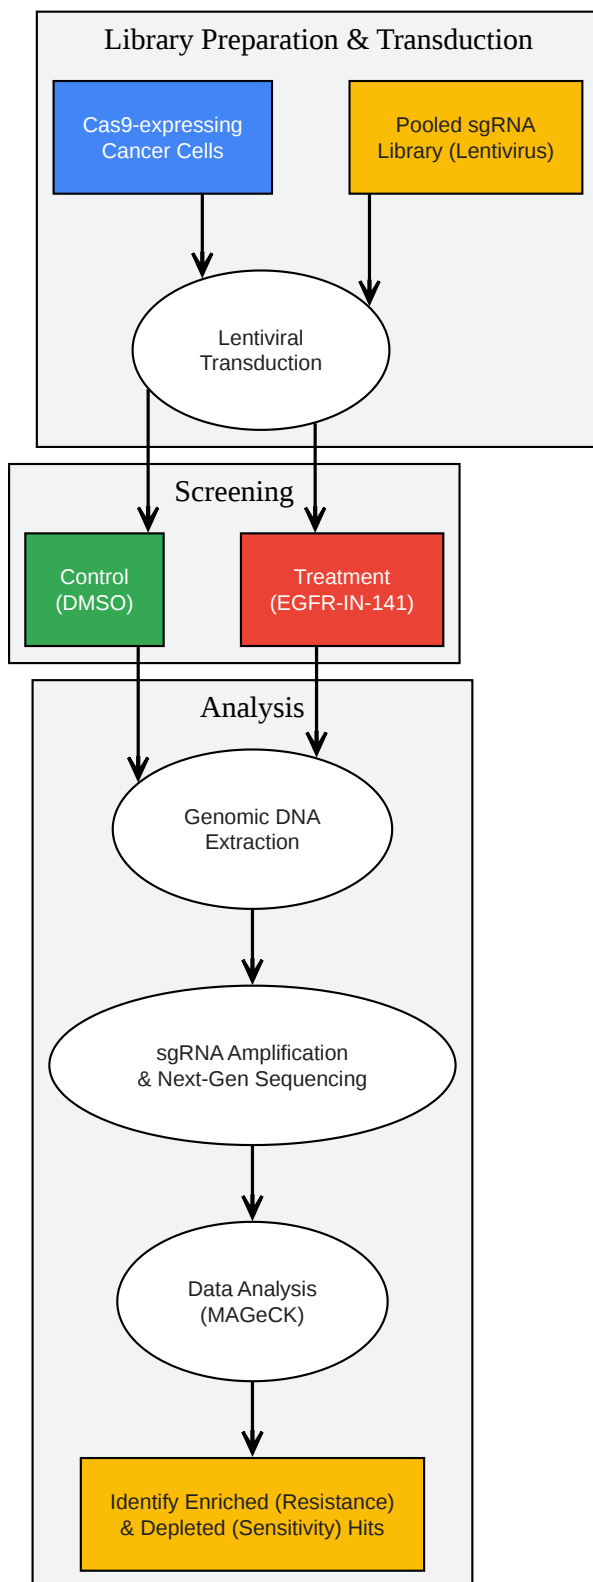 Library Preparation & Transduction
Cas9-expressing
Cancer Cells
Pooled sgRNA
Library (Lentivirus)
Lentiviral
Transduction
Screening
Control
(DMSO)
Treatment
(EGFR-IN-141)
Analysis
Genomic DNA
Extraction
sgRNA Amplification
& Next-Gen Sequencing
Data Analysis
(MAGeCK)
Identify Enriched (Resistance)
& Depleted (Sensitivity) Hits